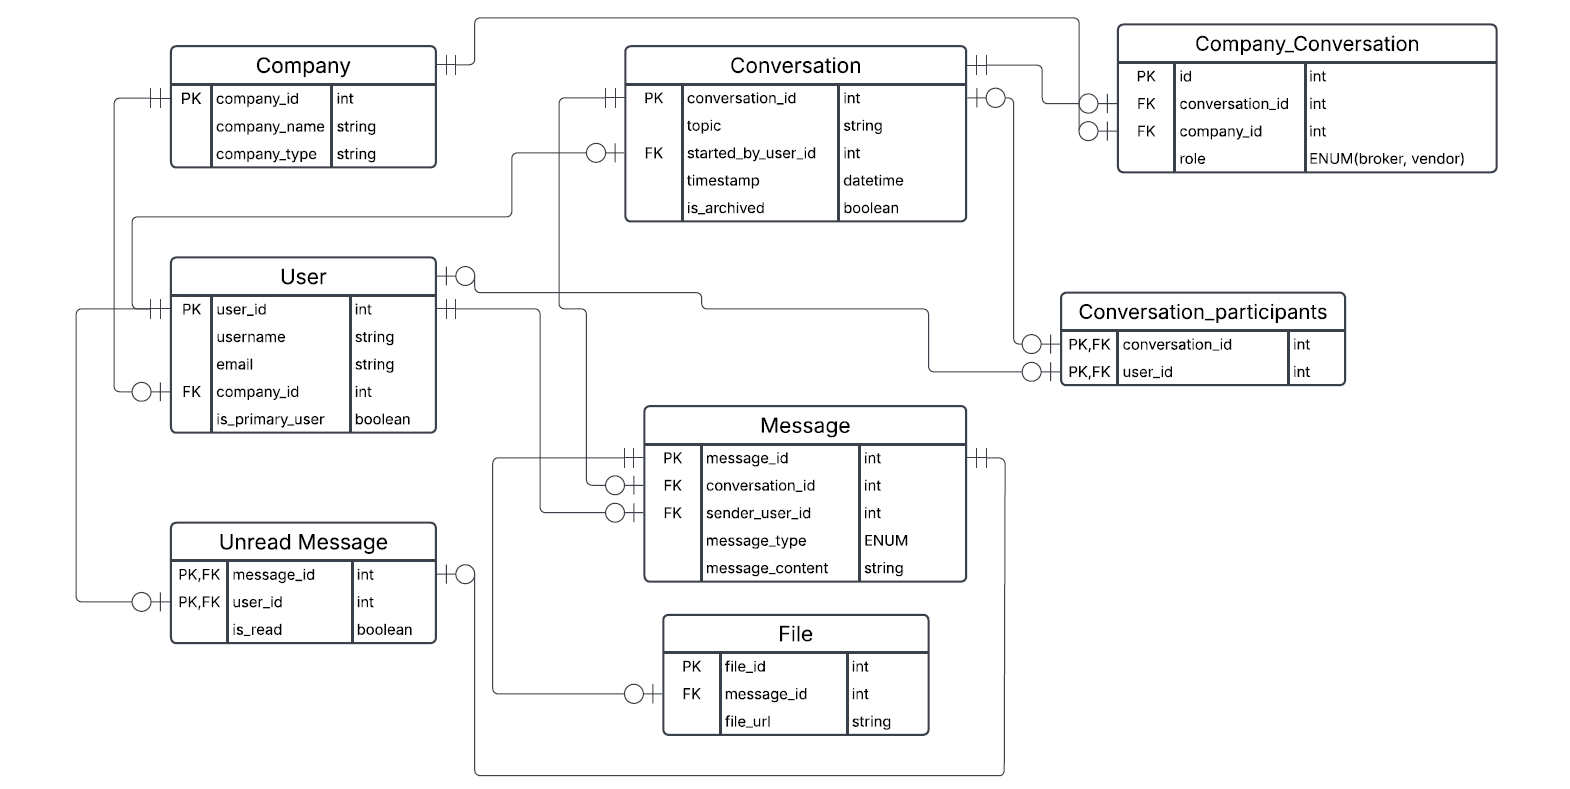 Company
PK company_id int
company_name string
company_type string
Conversation
PK conversation_id int
topic string
FK started_by_user_id int
timestamp datetime
is_archived boolean
Company_Conversation
PK id int
FK conversation_id int
FK company_id int
role ENUM(broker, vendor)
User
PK user_id int
username string
email string
FK company_id int
is_primary_user boolean
Conversation_participants
PK,FK conversation_id int
PK,FK user_id int
Message
PK message_id int
FK conversation_id int
FK sender_user_id int
message_type ENUM
message_content string
Unread Message
PK,FK message_id int
PK,FK user_id int
is_read boolean
File
PK file_id int
FK message_id int
file_url string